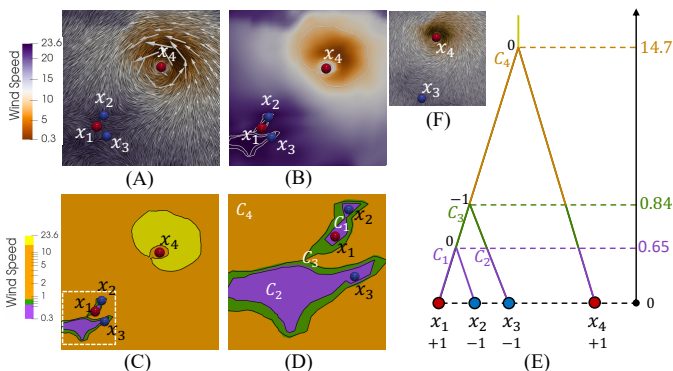 Wind Speed
23.6
20
15
10
5
0.3
x₄
x₂
x₁
x₃
(A)
x₄
x₂
x₁
x₃
(B)
x₄
x₃
(F)
Wind Speed
23.6
10
1
0.3
x₄
x₂
x₁
x₃
(C)
C₄
C₁
x₂
x₁
C₃
C₂
x₃
(D)
0
C₄
14.7
−1
C₃
0.84
0
C₁
C₂
0.65
0
x₁ x₂ x₃ x₄
+1 −1 −1 +1
(E)